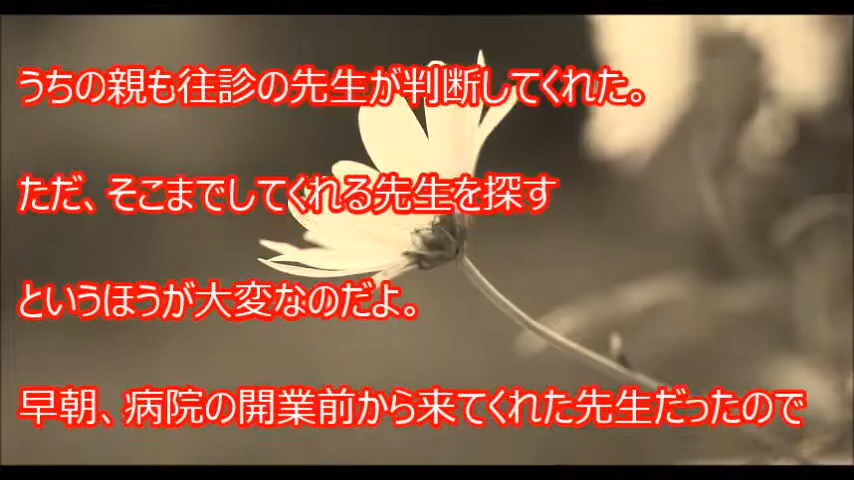 うちの親も往診の先生が判断してくれた。
ただ、そこまでしてくれる先生を探す
というほうが大変なのだよ。
早朝、病院の開業前から来てくれた先生だったので